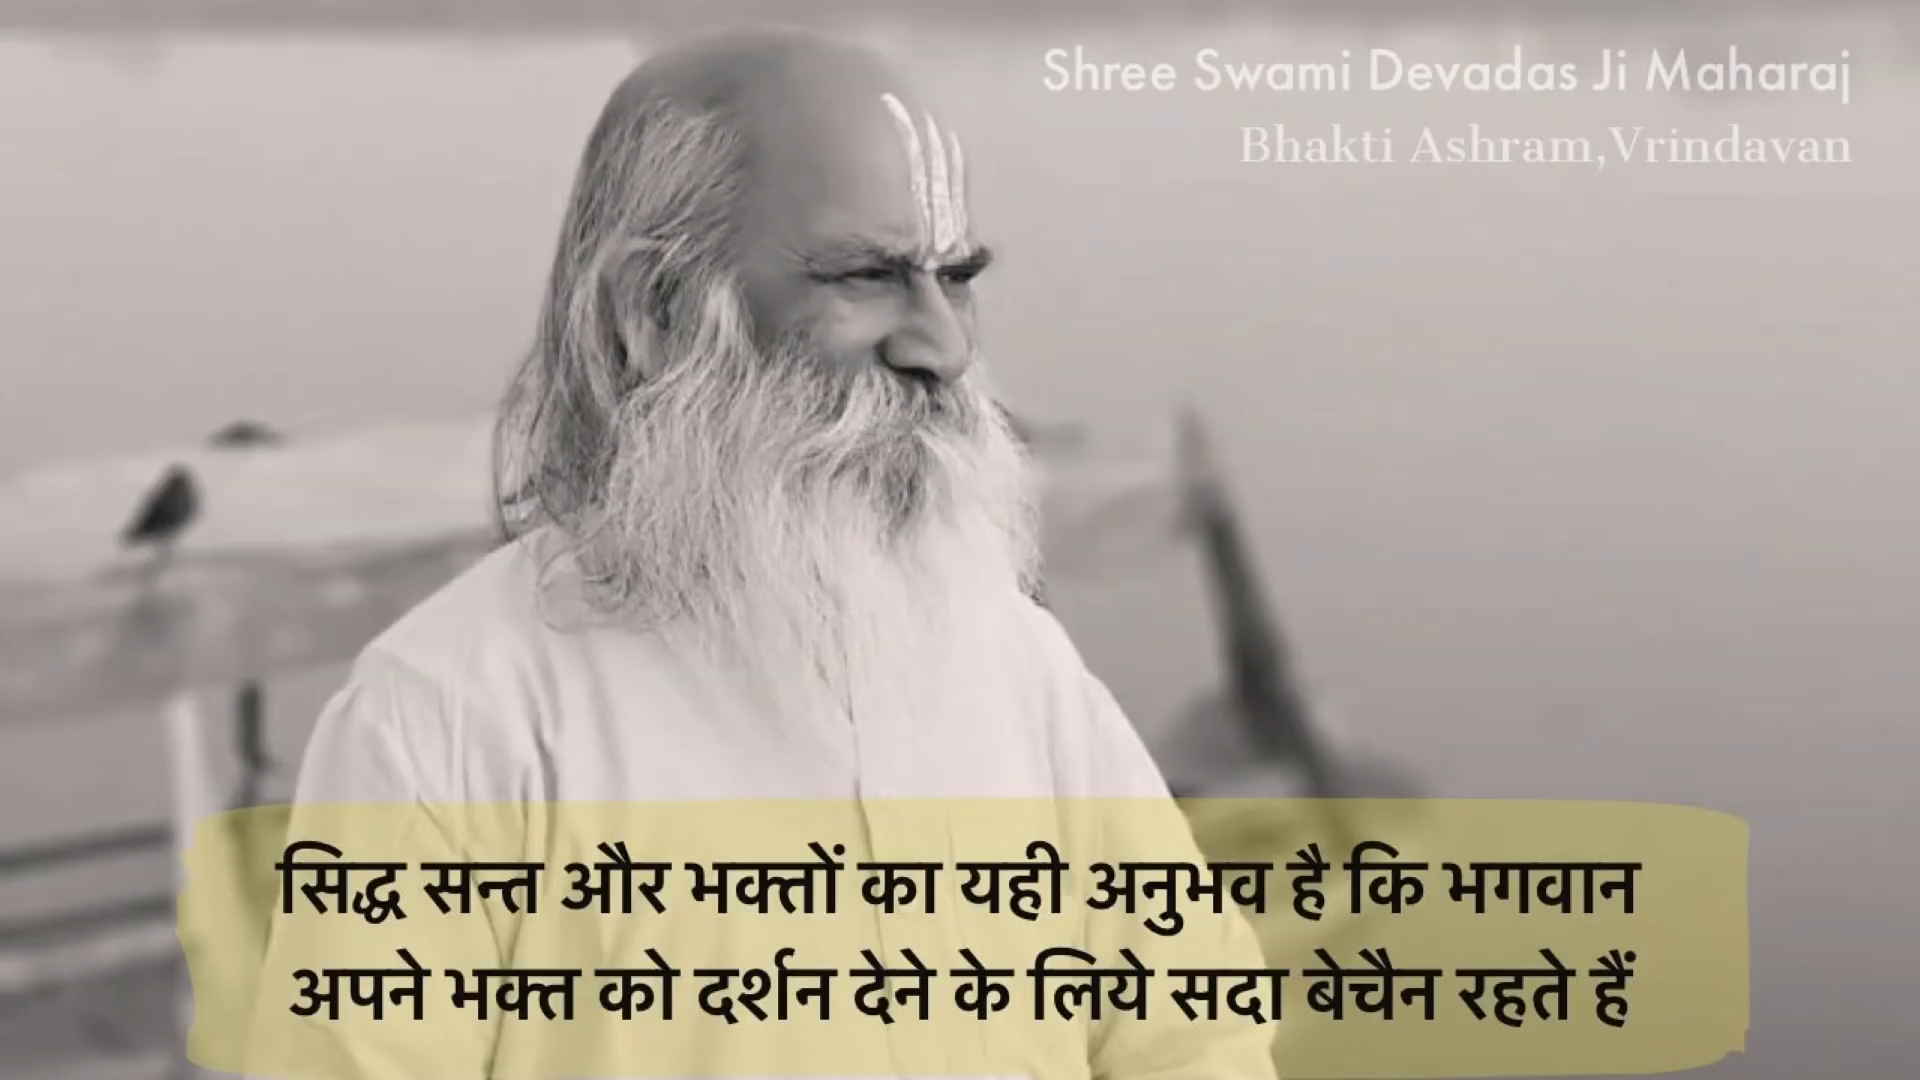 Shree Swami Devadas Ji Maharaj
Bhakti Ashram,Vrindavan
सिद्ध सन्त और भक्तों का यही अनुभव है कि भगवान
अपने भक्त को दर्शन देने के लिये सदा बेचैन रहते हैं